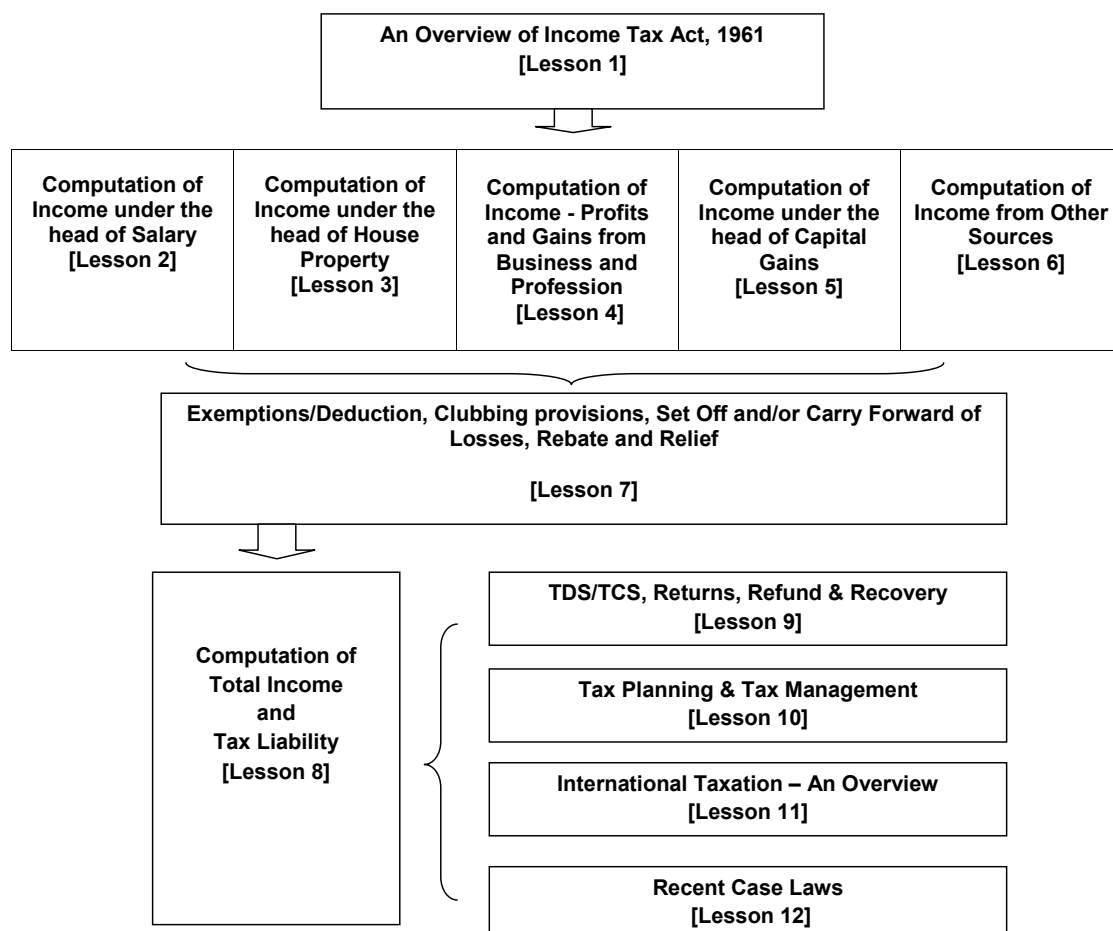 An Overview of Income Tax Act, 1961
[Lesson 1]
Computation of
Income under the
head of Salary
[Lesson 2]
Computation of
Income under the
head of House
Property
[Lesson 3]
Computation of
Income - Profits
and Gains from
Business and
Profession
[Lesson 4]
Computation of
Income under the
head of Capital
Gains
[Lesson 5]
Computation of
Income from Other
Sources
[Lesson 6]
Exemptions/Deduction, Clubbing provisions, Set Off and/or Carry Forward of
Losses, Rebate and Relief
[Lesson 7]
Computation of
Total Income
and
Tax Liability
[Lesson 8]
TDS/TCS, Returns, Refund & Recovery
[Lesson 9]
Tax Planning & Tax Management
[Lesson 10]
International Taxation – An Overview
[Lesson 11]
Recent Case Laws
[Lesson 12]